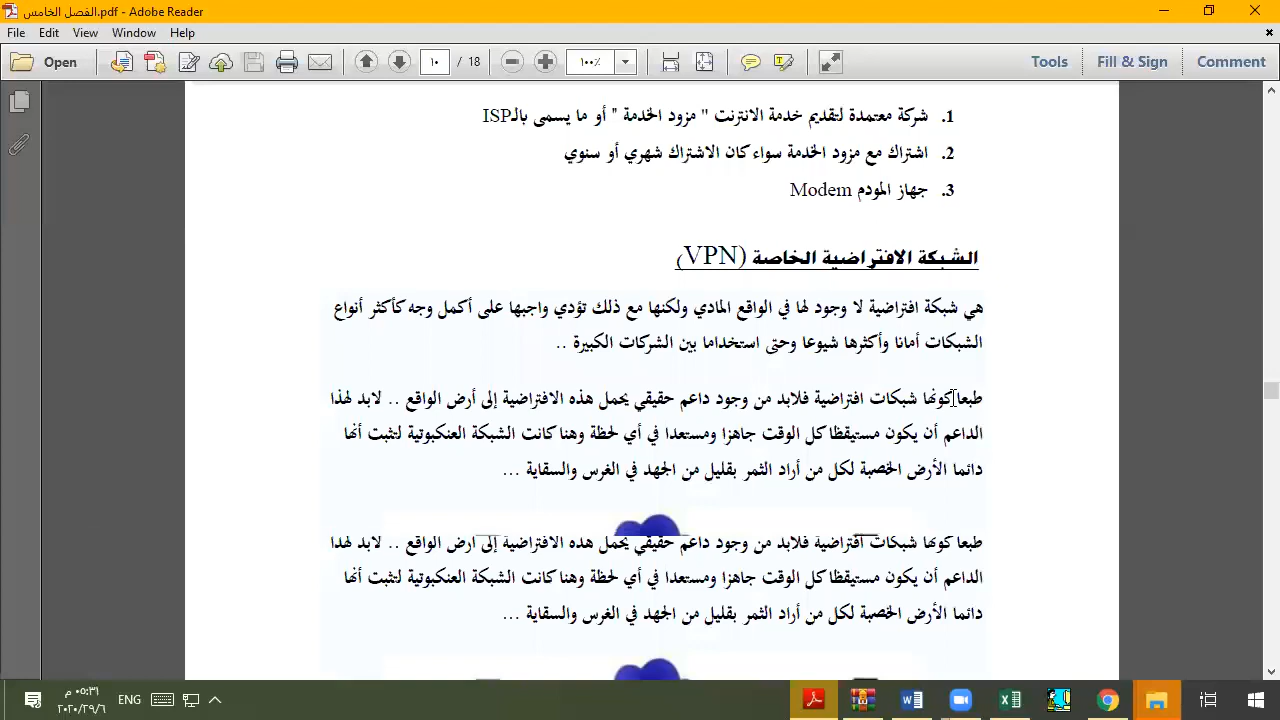 الفصل الخامس.pdf - Adobe Reader
File Edit View Window Help
Open ١٠ / 18 ١٠٠٪ Tools Fill & Sign Comment
1. شركة معتمدة لتقديم خدمة الانترنت " مزود الخدمة " أو ما يسمى بالـISP
2. اشتراك مع مزود الخدمة سواء كان الاشتراك شهري أو سنوي
3. جهاز المودم Modem
الشبكة الافتراضية الخاصة (VPN)
هي شبكة افتراضية لا وجود لها في الواقع المادي ولكنها مع ذلك تؤدي واجبها على أكمل وجه كأكثر أنواع
الشبكات أمانا وأكثرها شيوعا وحتى استخداما بين الشركات الكبيرة ..
طبعا كونها شبكات افتراضية فلابد من وجود داعم حقيقي يحمل هذه الافتراضية إلى أرض الواقع .. لابد لهذا
الداعم أن يكون مستيقظا كل الوقت جاهزا ومستعدا في أي لحظة وهنا كانت الشبكة العنكبوتية لتثبت أنها
دائما الأرض الخصبة لكل من أراد الثمر بقليل من الجهد في الغرس والسقاية ...
طبعا كونها شبكات افتراضية فلابد من وجود داعم حقيقي يحمل هذه الافتراضية إلى أرض الواقع .. لابد لهذا
الداعم أن يكون مستيقظا كل الوقت جاهزا ومستعدا في أي لحظة وهنا كانت الشبكة العنكبوتية لتثبت أنها
دائما الأرض الخصبة لكل من أراد الثمر بقليل من الجهد في الغرس والسقاية ...
٠٥:٣١ م ENG
٢٠٢٠/٢٩/٦